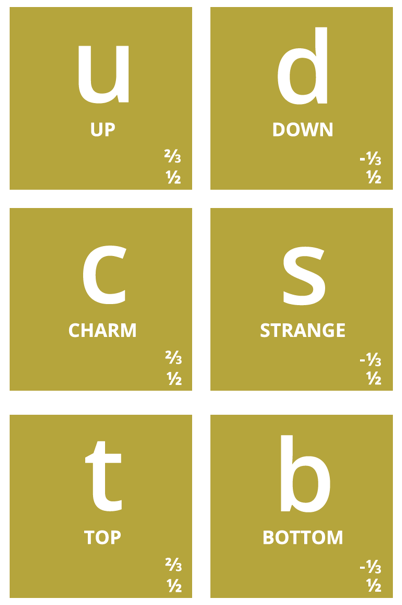 u
UP
⅔
½
d
DOWN
-⅓
½
c
CHARM
⅔
½
s
STRANGE
-⅓
½
t
TOP
⅔
½
b
BOTTOM
-⅓
½